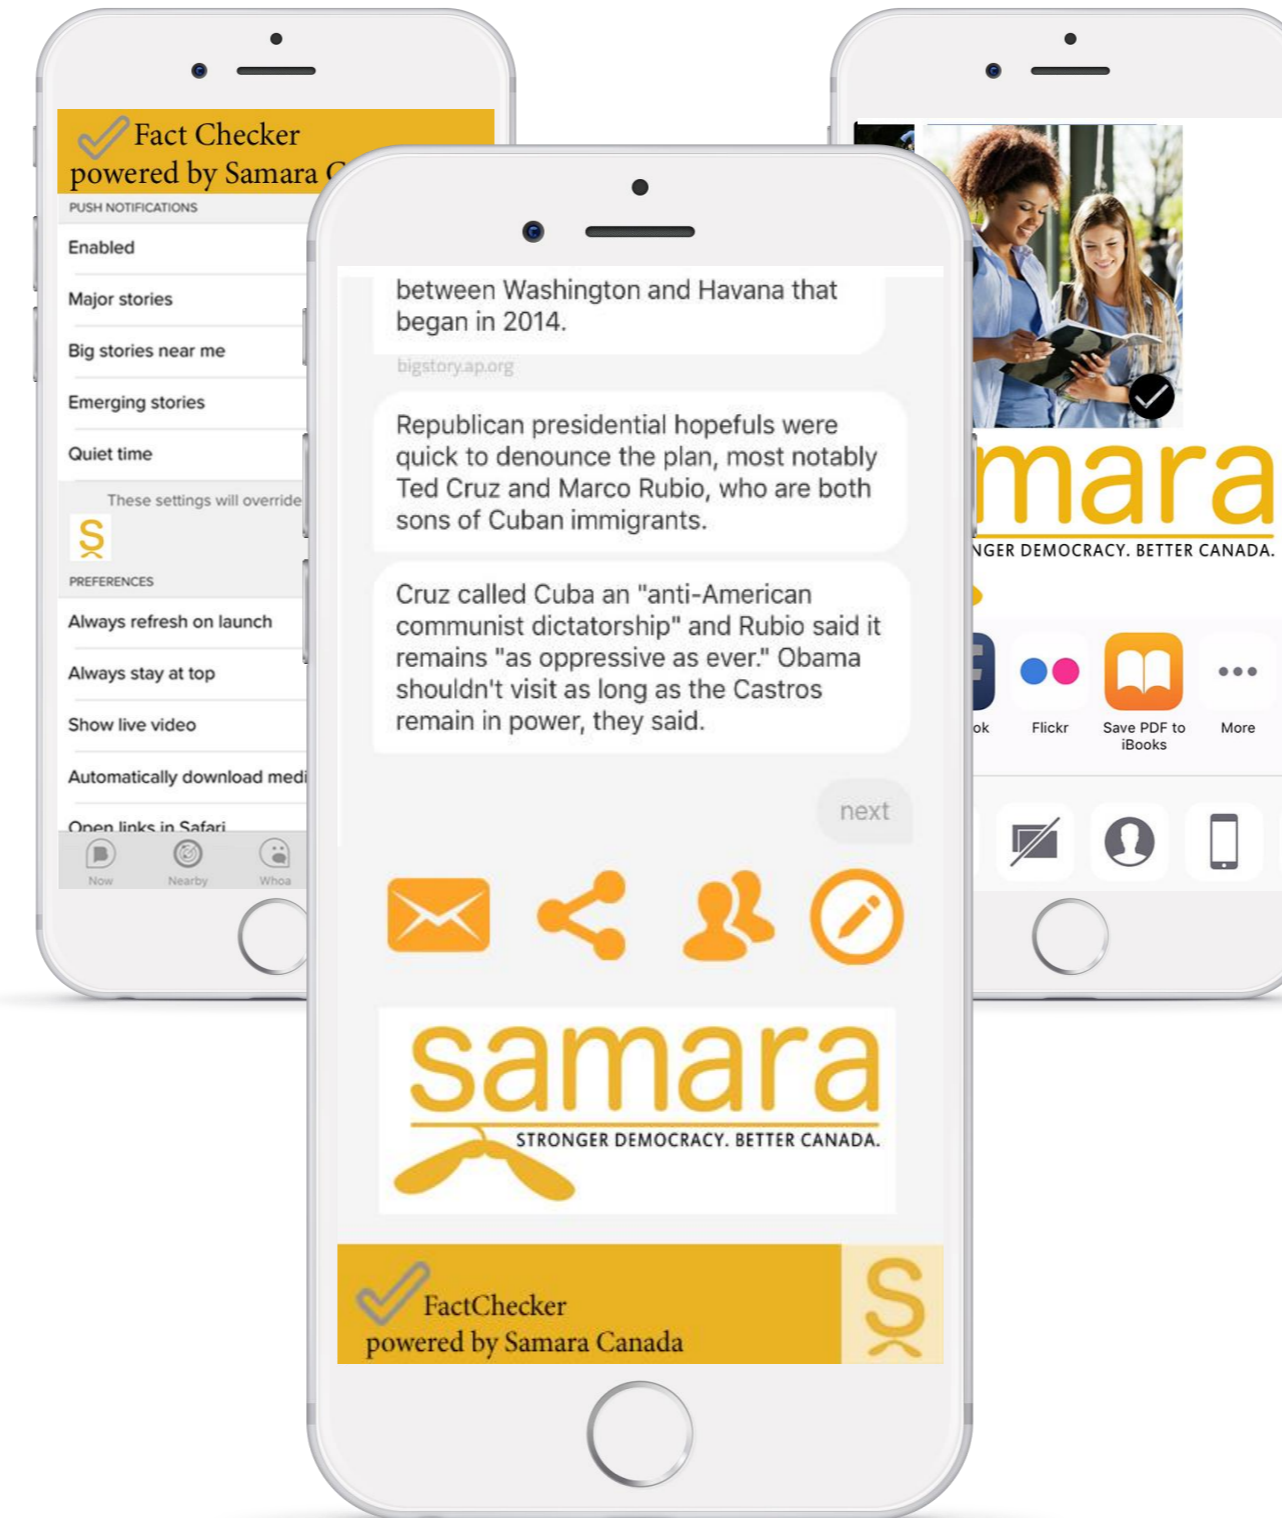 Fact Checker
powered by Samara
PUSH NOTIFICATIONS
Enabled
Major stories
Big stories near me
Emerging stories
Quiet time
These settings will override
S
PREFERENCES
Always refresh on launch
Always stay at top
Show live video
Automatically download medi
Open links in Safari
Now
Nearby
Whoa
between Washington and Havana that
began in 2014.
bigstory.ap.org
Republican presidential hopefuls were
quick to denounce the plan, most notably
Ted Cruz and Marco Rubio, who are both
sons of Cuban immigrants.
Cruz called Cuba an "anti-American
communist dictatorship" and Rubio said it
remains "as oppressive as ever." Obama
shouldn't visit as long as the Castros
remain in power, they said.
next
samara
STRONGER DEMOCRACY. BETTER CANADA.
FactChecker
powered by Samara Canada
S
mara
NGER DEMOCRACY. BETTER CANADA.
ok
Flickr
Save PDF to
iBooks
More